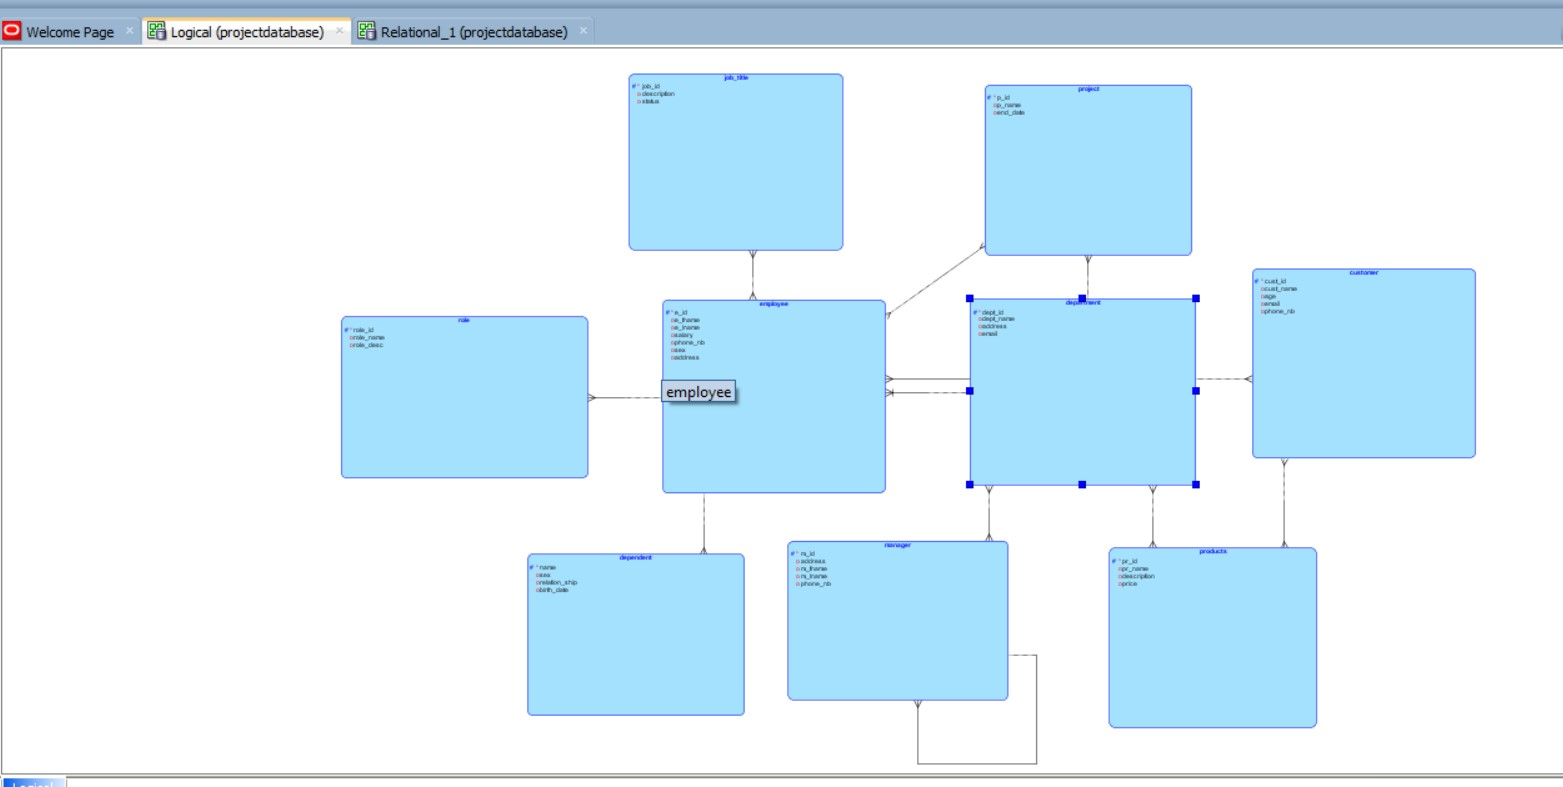 Welcome Page
Logical (projectdatabase)
Relational_1 (projectdatabase)
job_title
# * job_id
o description
o status
project
# * p_id
o p_name
o end_date
customer
# * cust_id
o cust_name
o age
o email
o phone_nb
employee
# * e_id
o e_fname
o e_lname
o salary
o phone_nb
o sex
o address
employee
department
# * dept_id
o dept_name
o address
o email
role
# * role_id
o role_name
o role_desc
dependent
# * name
o sex
o relation_ship
o birth_date
manager
# * m_id
o address
o m_fname
o m_lname
o phone_nb
products
# * pr_id
o pr_name
o description
o price